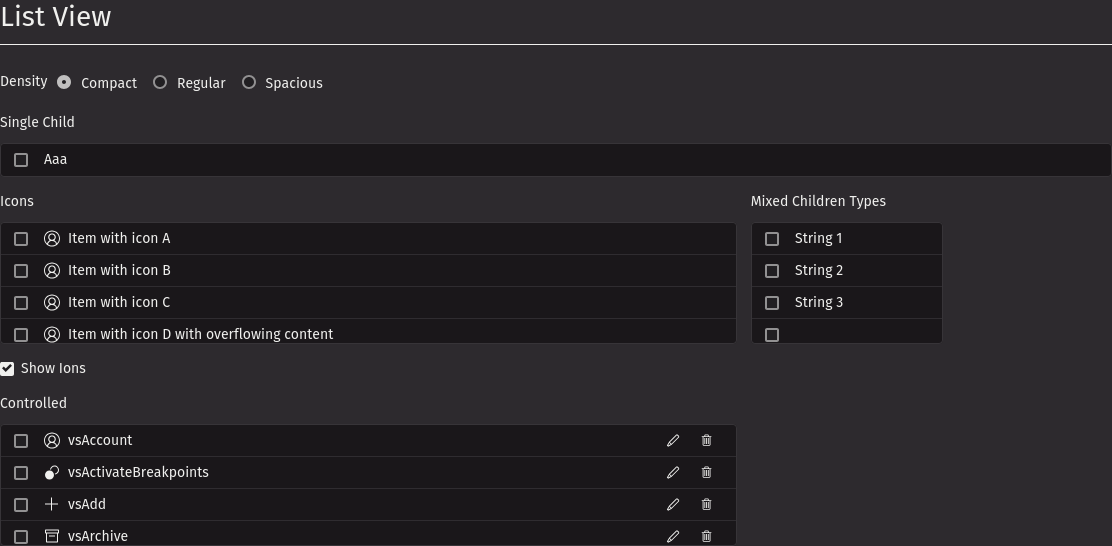 List View
Density Compact Regular Spacious
Single Child
Aaa
Icons
Item with icon A
Item with icon B
Item with icon C
Item with icon D with overflowing content
Mixed Children Types
String 1
String 2
String 3
Show Ions
Controlled
vsAccount
vsActivateBreakpoints
vsAdd
vsArchive